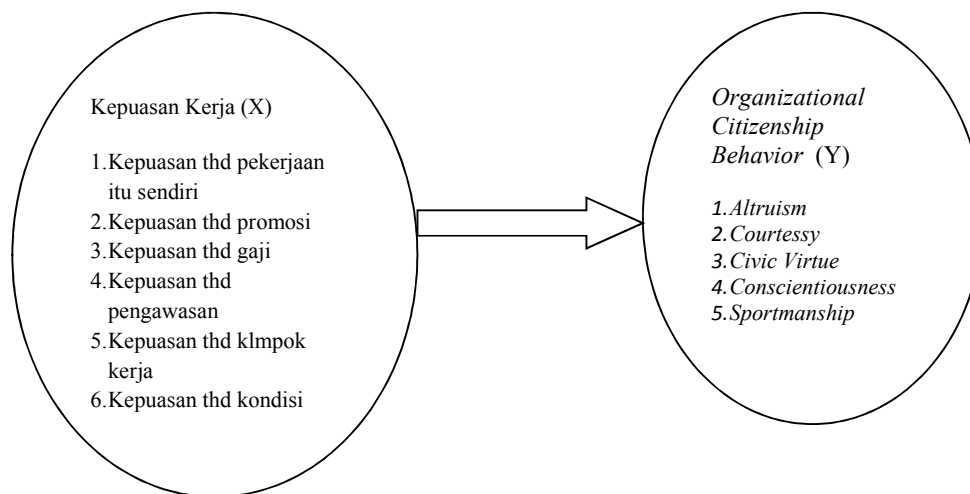 Kepuasan Kerja (X)
1.Kepuasan thd pekerjaan
itu sendiri
2.Kepuasan thd promosi
3.Kepuasan thd gaji
4.Kepuasan thd
pengawasan
5.Kepuasan thd klmpok
kerja
6.Kepuasan thd kondisi
Organizational
Citizenship
Behavior (Y)
1.Altruism
2.Courtessy
3.Civic Virtue
4.Conscientiousness
5.Sportmanship